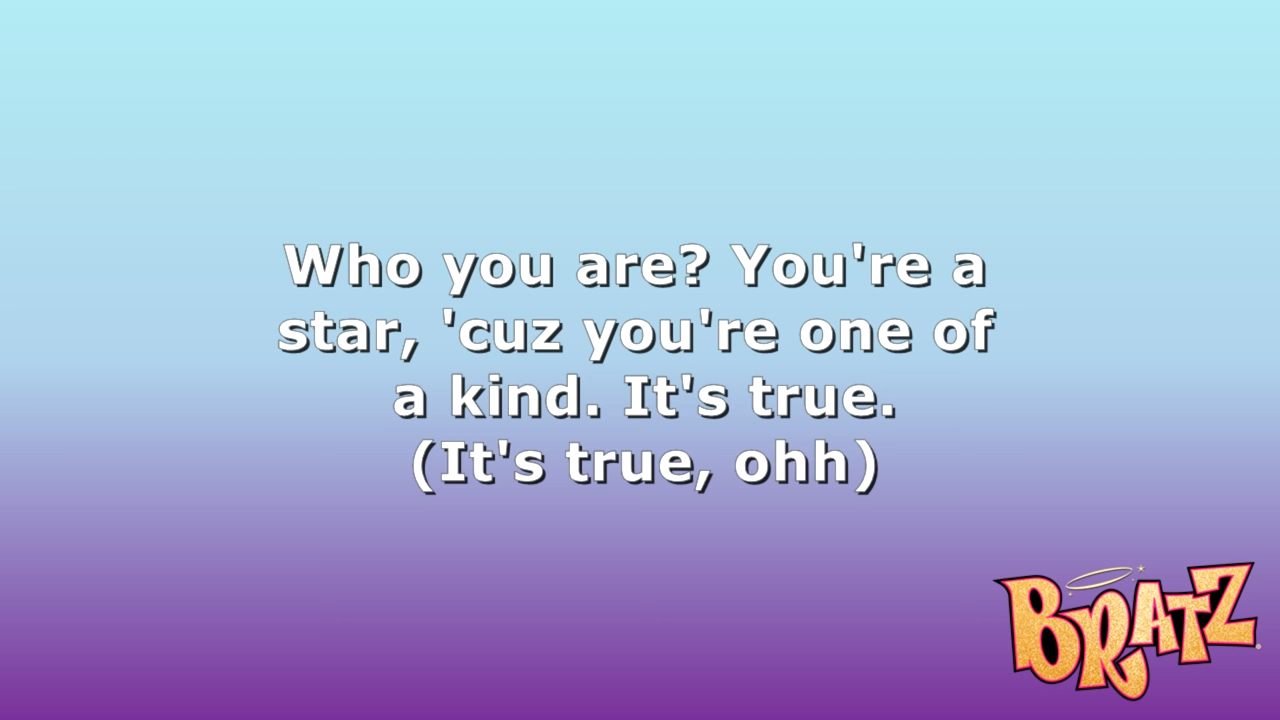 Who you are? You're a
star, 'cuz you're one of
a kind. It's true.
(It's true, ohh)
BRATZ